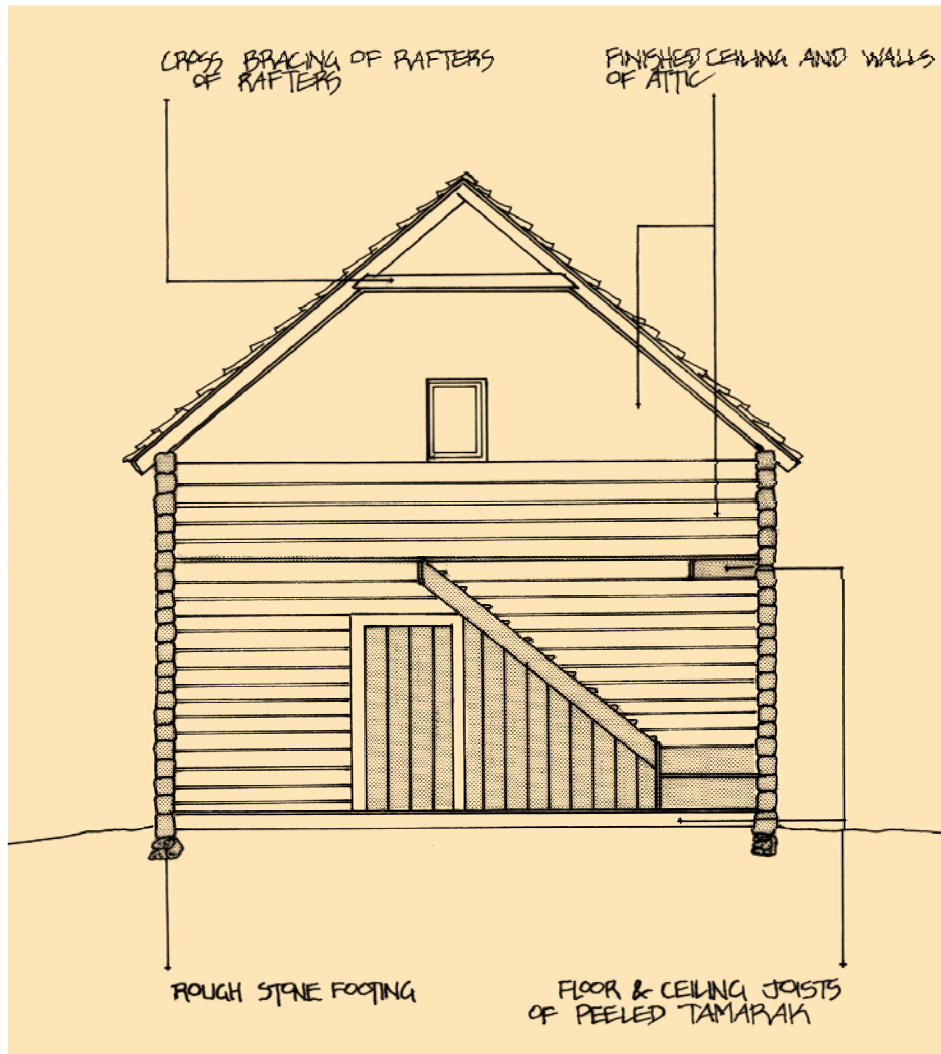 CROSS BRACING OF RAFTERS
OF RAFTERS
FINISHED CEILING AND WALLS
OF ATTIC
ROUGH STONE FOOTING
FLOOR & CEILING JOISTS
OF PEELED TAMARAK